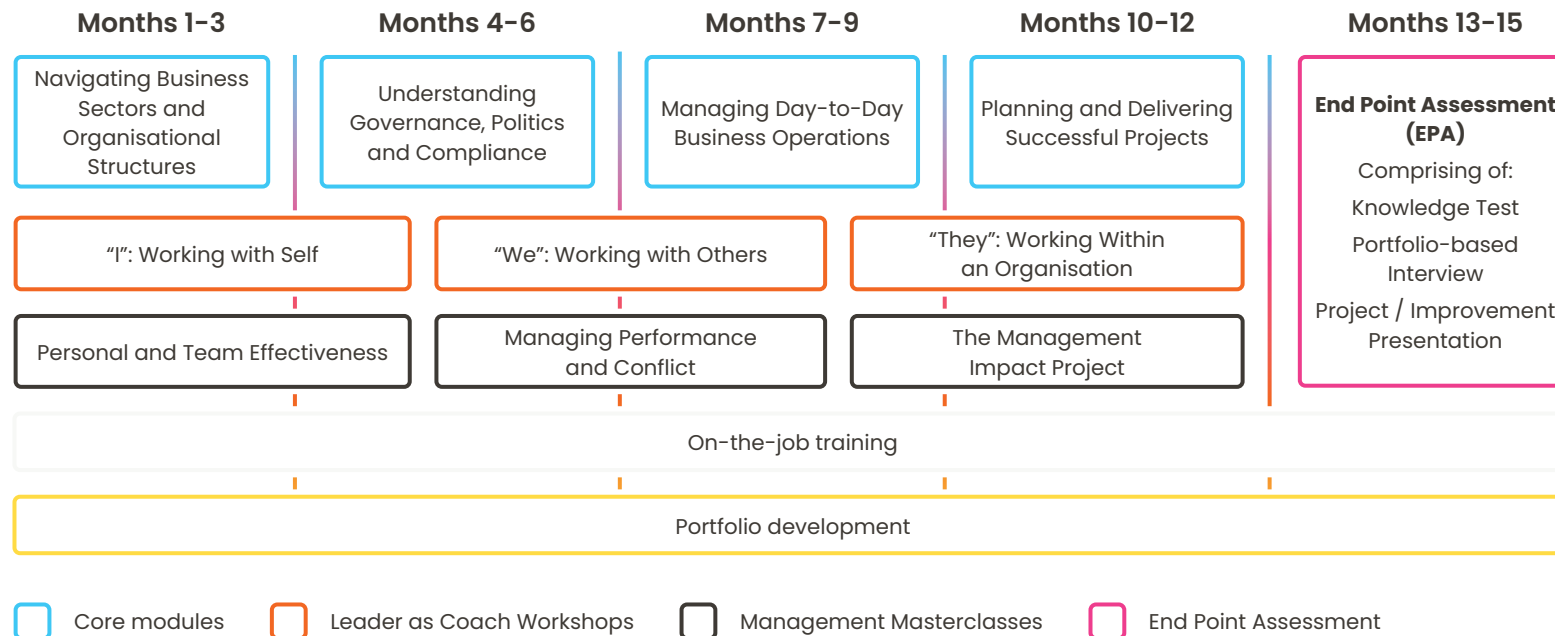 Months 1-3
Months 4-6
Months 7-9
Months 10-12
Months 13-15
Navigating Business
Sectors and
Organisational
Structures
Understanding
Governance, Politics
and Compliance
Managing Day-to-Day
Business Operations
Planning and Delivering
Successful Projects
End Point Assessment
(EPA)
Comprising of:
Knowledge Test
Portfolio-based
Interview
Project / Improvement
Presentation
“I”: Working with Self
“We”: Working with Others
“They”: Working Within
an Organisation
Personal and Team Effectiveness
Managing Performance
and Conflict
The Management
Impact Project
On-the-job training
Portfolio development
Core modules
Leader as Coach Workshops
Management Masterclasses
End Point Assessment